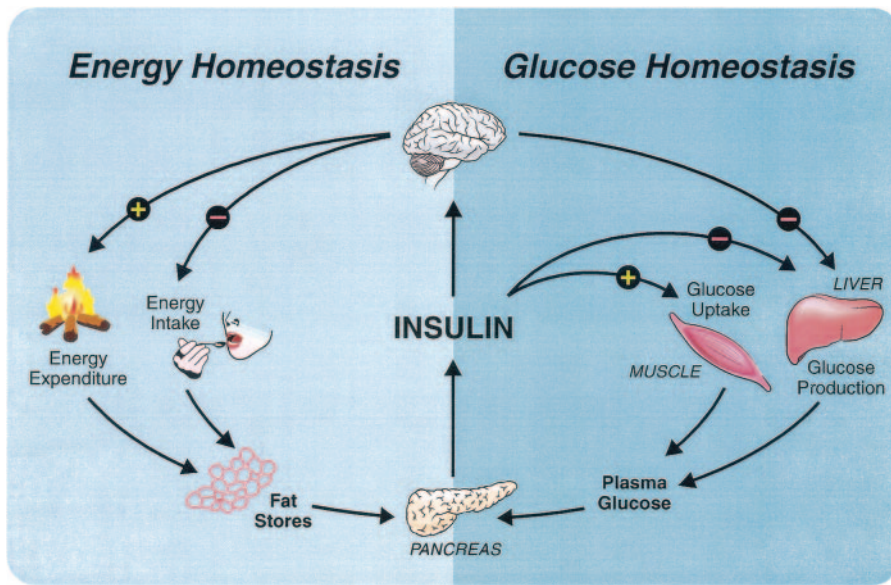 Energy Homeostasis
Glucose Homeostasis
+
−
−
−
+
Energy
Intake
Energy
Expenditure
INSULIN
Glucose
Uptake
LIVER
MUSCLE
Glucose
Production
Fat
Stores
Plasma
Glucose
PANCREAS